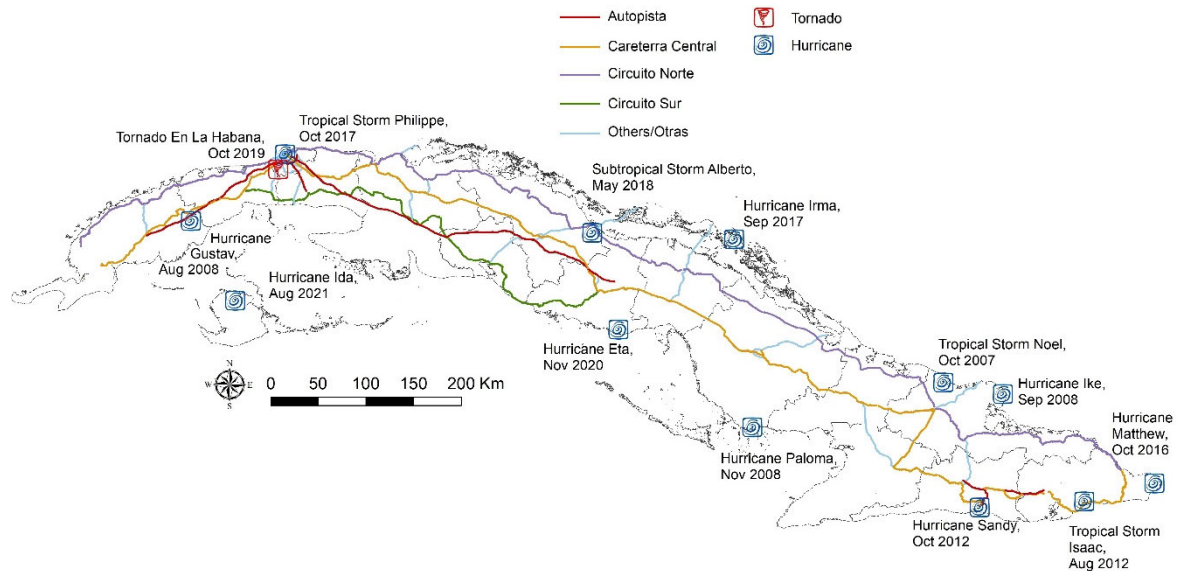 Autopista
Careterra Central
Circuito Norte
Circuito Sur
Others/Otras
Tornado
Hurricane
Tornado En La Habana,
Oct 2019
Tropical Storm Philippe,
Oct 2017
Subtropical Storm Alberto,
May 2018
Hurricane Irma,
Sep 2017
Hurricane
Gustav,
Aug 2008
Hurricane Ida,
Aug 2021
Hurricane Eta,
Nov 2020
Tropical Storm Noel,
Oct 2007
Hurricane Ike,
Sep 2008
Hurricane
Matthew,
Oct 2016
Hurricane Paloma,
Nov 2008
Hurricane Sandy,
Oct 2012
Tropical Storm
Isaac,
Aug 2012
N
W E
S
0 50 100 150 200 Km